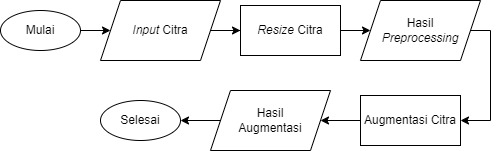 Mulai
Input Citra
Resize Citra
Hasil
Preprocessing
Augmentasi Citra
Hasil
Augmentasi
Selesai